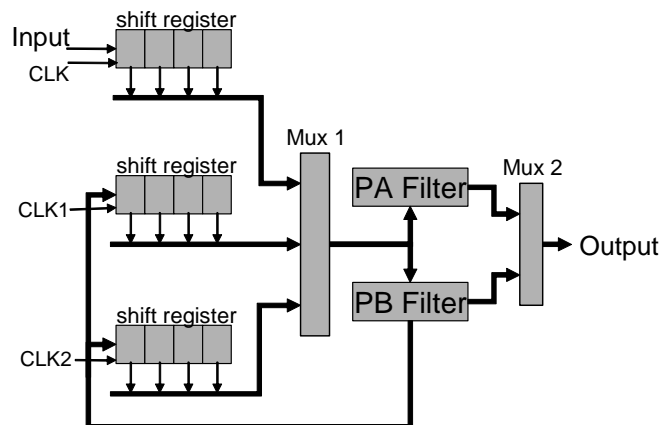 shift register
Input
CLK
Mux 1
shift register
PA Filter
Mux 2
CLK1
Output
PB Filter
shift register
CLK2